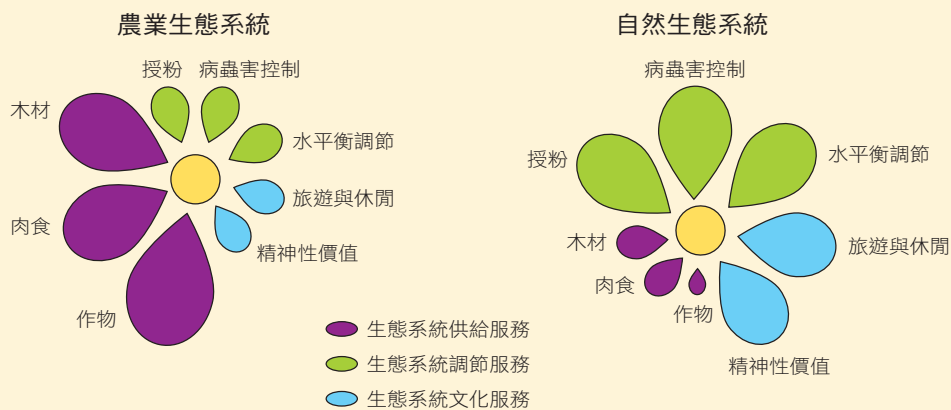 農業生態系統
授粉
病蟲害控制
木材
水平衡調節
旅遊與休閒
肉食
精神性價值
作物
自然生態系統
病蟲害控制
授粉
水平衡調節
木材
旅遊與休閒
肉食
作物
精神性價值
生態系統供給服務
生態系統調節服務
生態系統文化服務